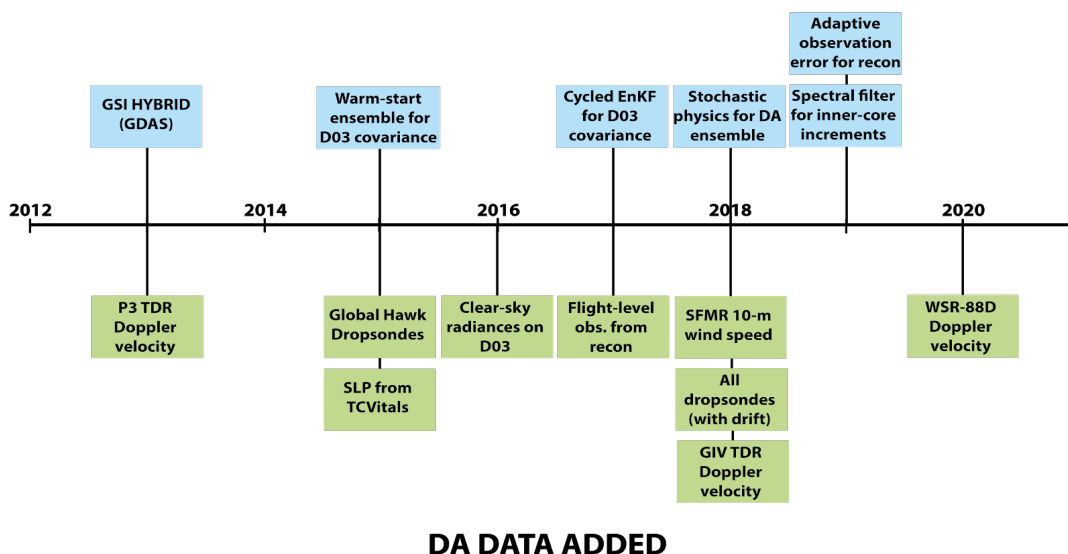 Adaptive
observation
error for recon
GSI HYBRID
(GDAS)
Warm-start
ensemble for
D03 covariance
Cycled EnKF
for D03
covariance
Stochastic
physics for DA
ensemble
Spectral filter
for inner-core
increments
2012
2014
2016
2018
2020
P3 TDR
Doppler
velocity
Global Hawk
Dropsondes
SLP from
TCVitals
Clear-sky
radiances on
D03
Flight-level
obs. from
recon
SFMR 10-m
wind speed
All
dropsondes
(with drift)
GIV TDR
Doppler
velocity
WSR-88D
Doppler
velocity
DA DATA ADDED